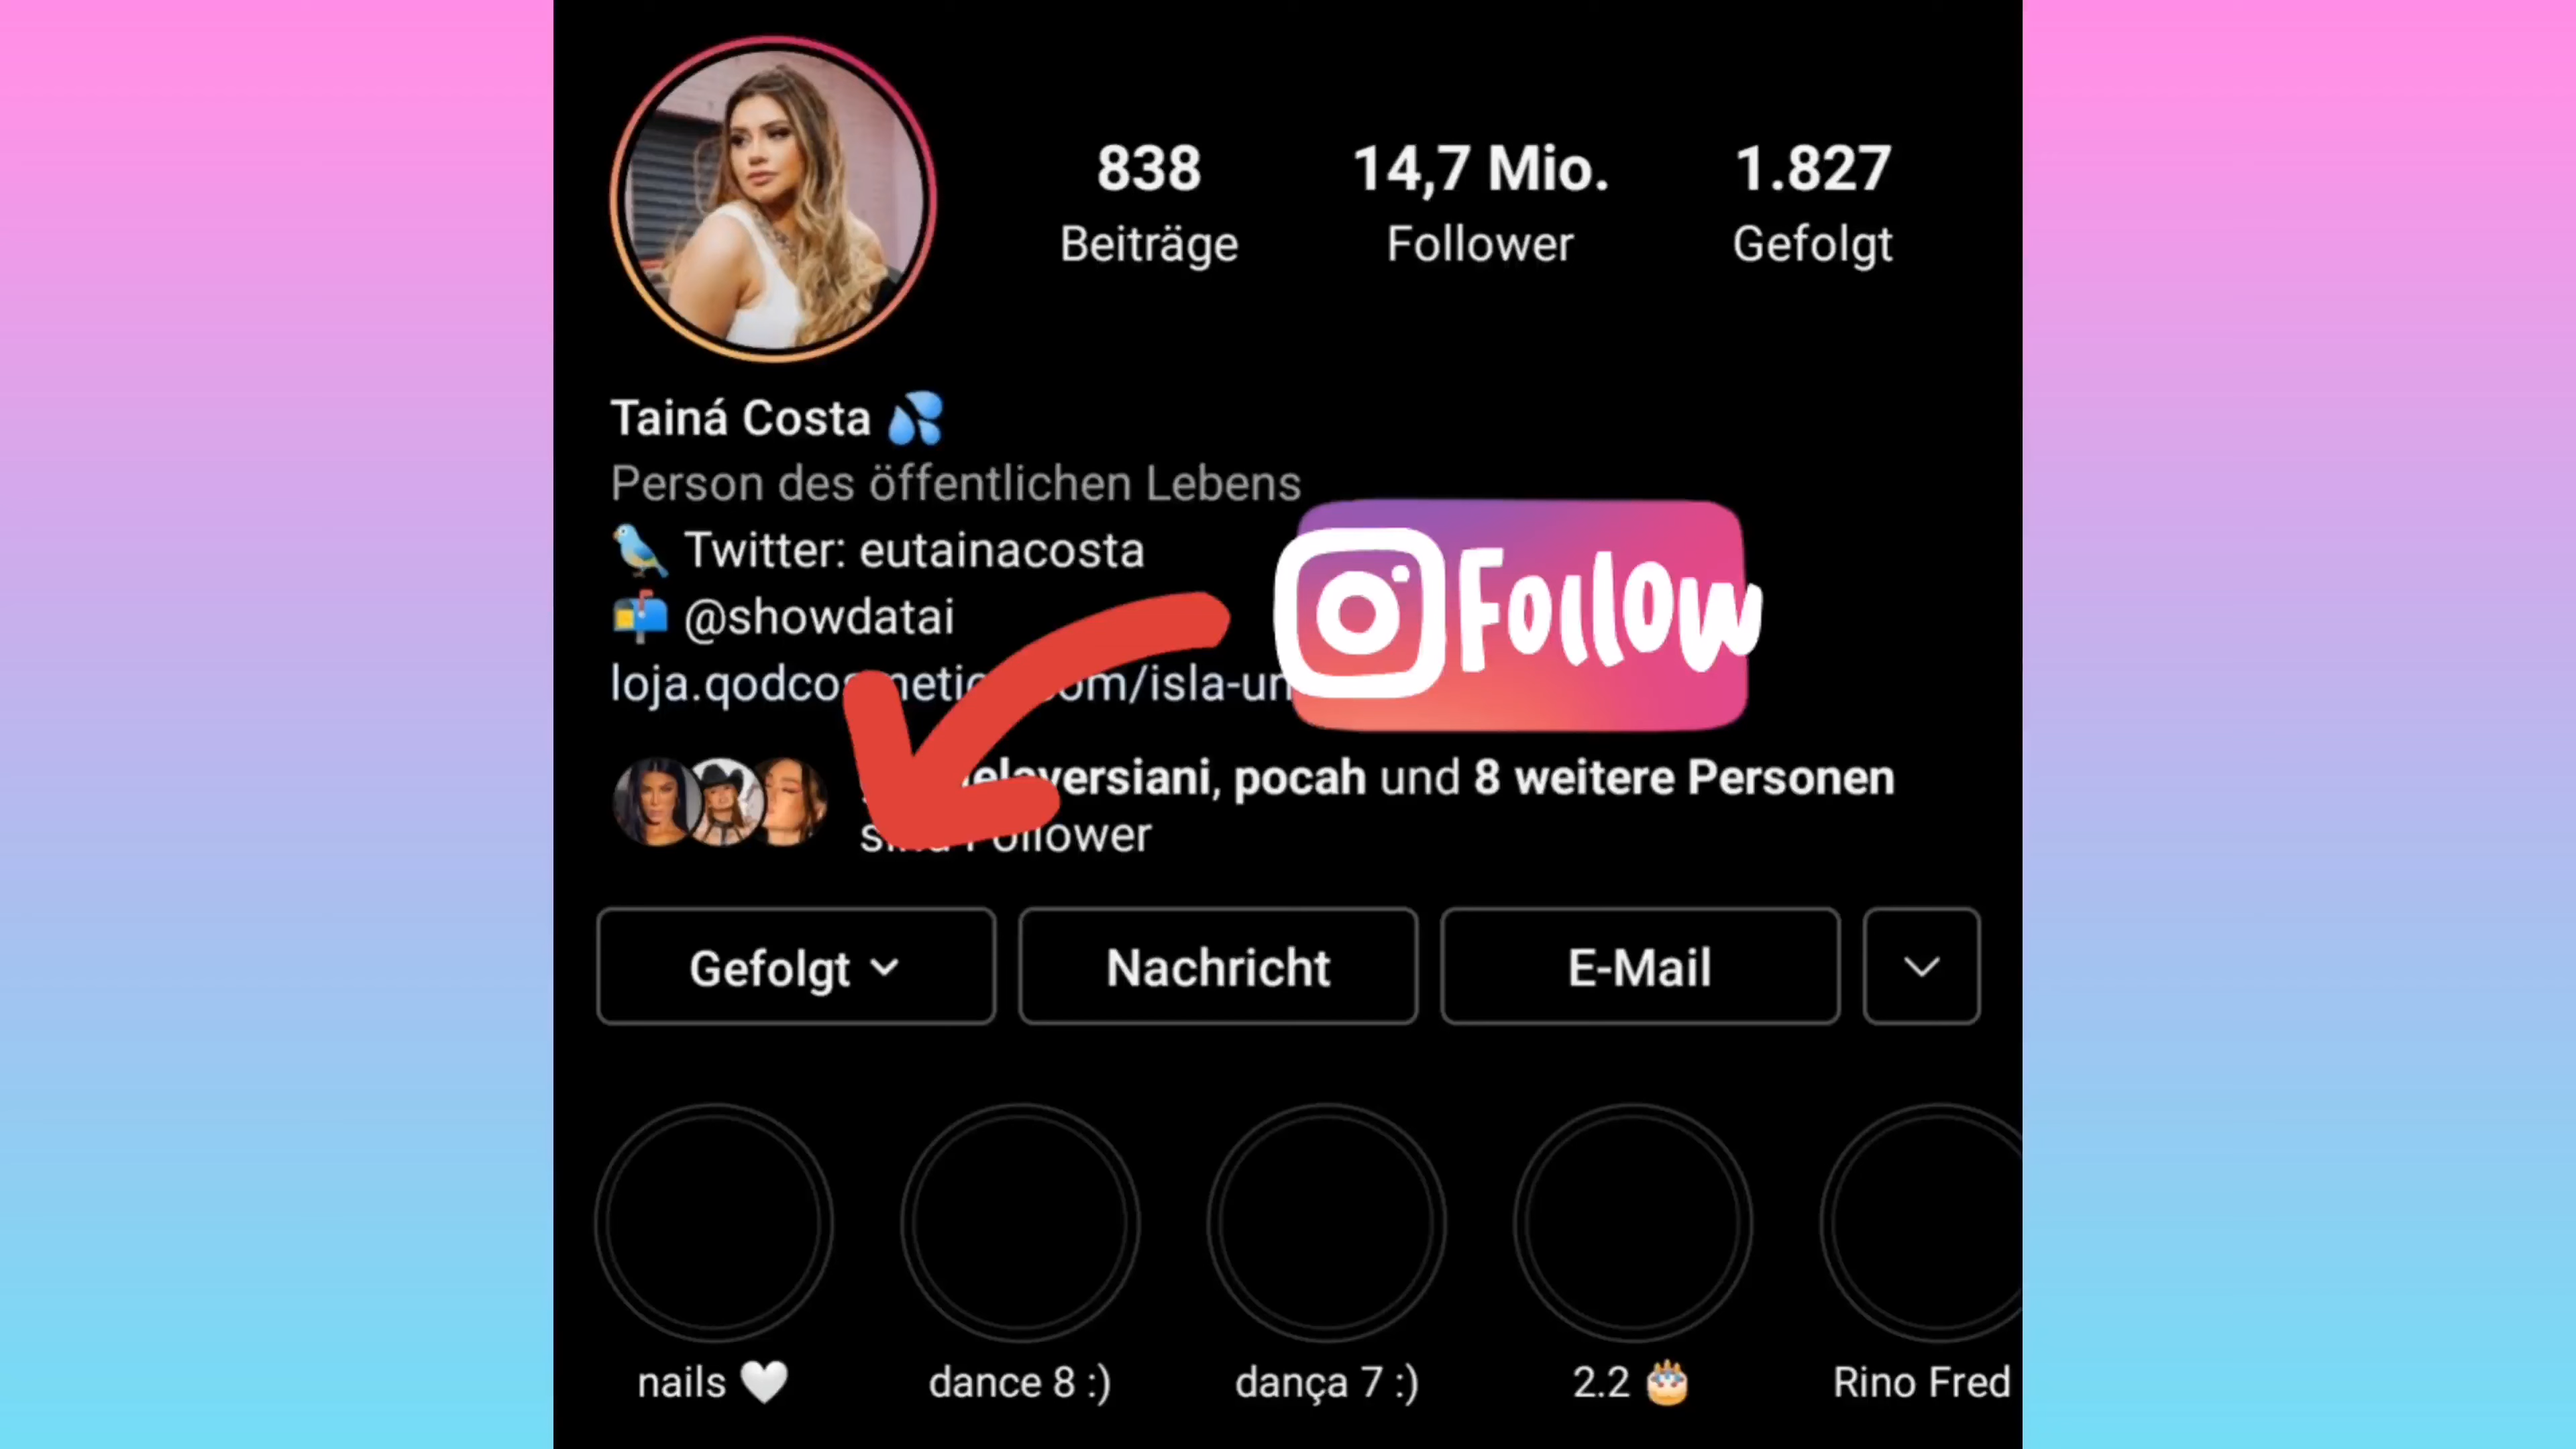 838 14,7 Mio. 1.827
Beiträge Follower Gefolgt
Tainá Costa 💦
Person des öffentlichen Lebens
🐦 Twitter: eutainacosta
📬 @showdatai
Follow
pocah und 8 weitere Personen
Follower
Gefolgt Nachricht E-Mail
nails 🤍 dance 8 :) dança 7 :) 2.2 🎂 Rino Fred